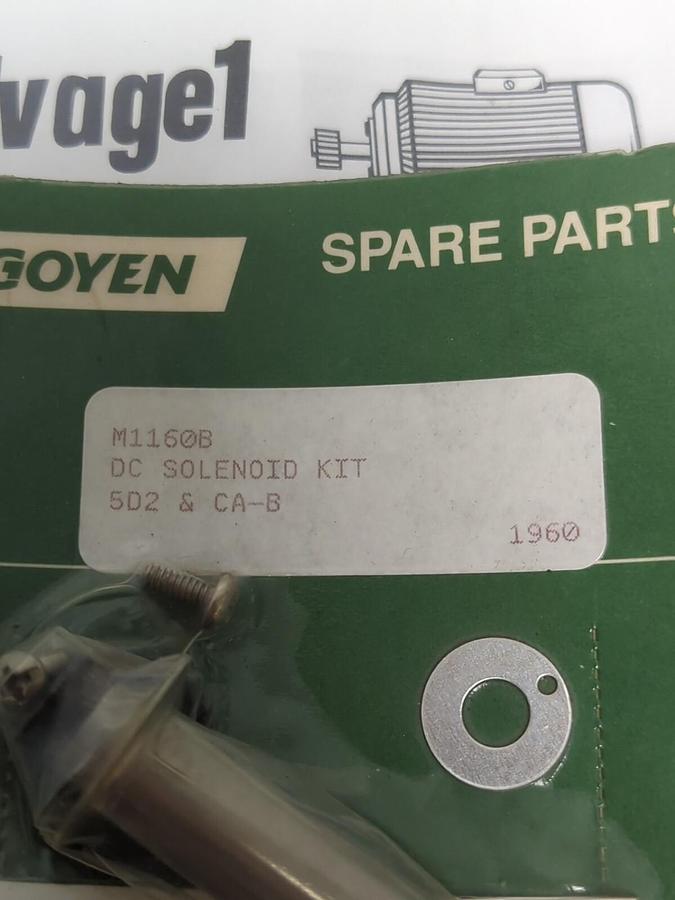 vage1
GOYEN
SPARE PARTS
M1160B
DC SOLENOID KIT
5D2 & CA-B
1960